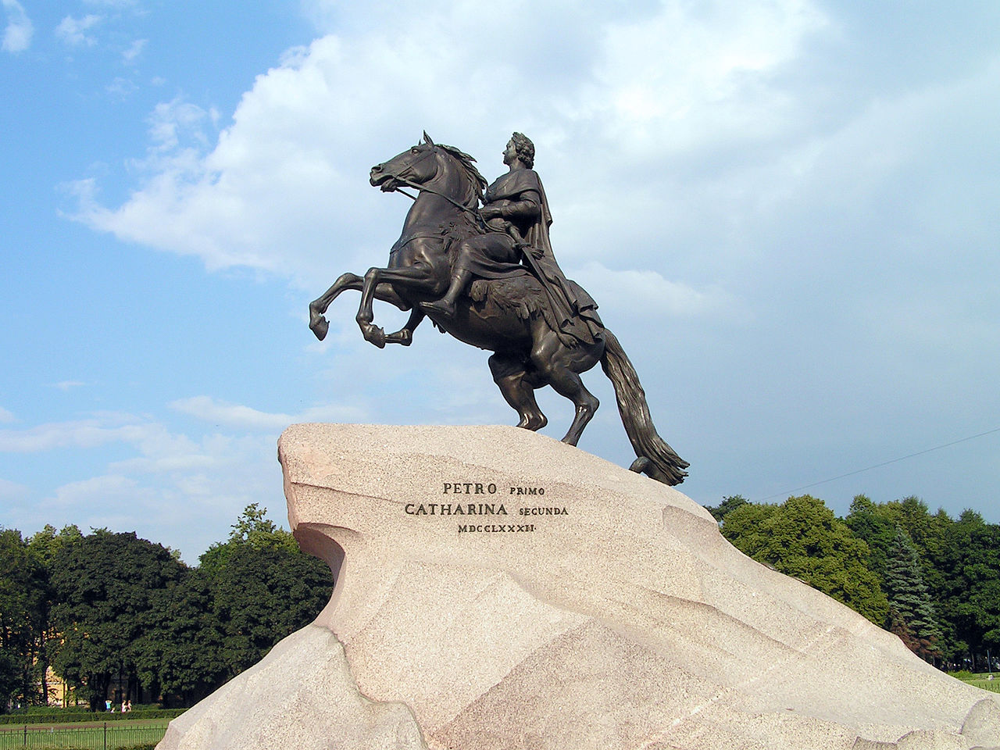 PETRO PRIMO
CATHARINA SECUNDA
MDCCLXXXII·